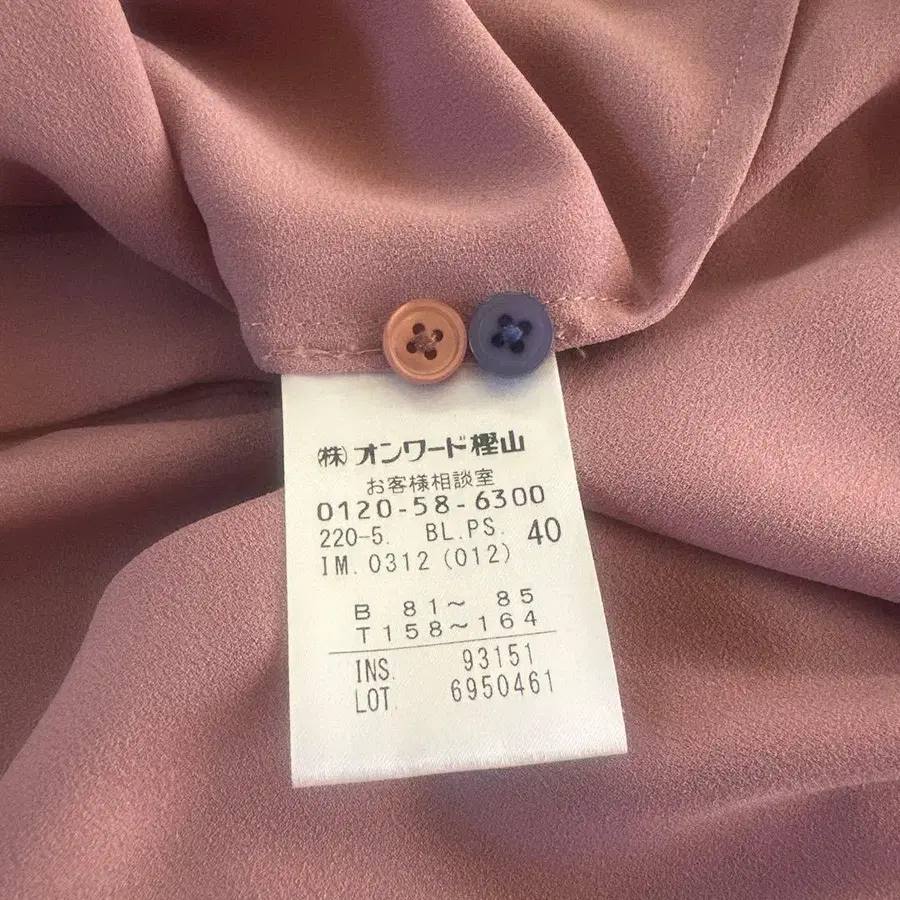 ㈱オンワード樫山
お客様相談室
0120-58-6300
220-5. BL.PS. 40
IM.0312(012)
B 81～ 85
T158～164
INS. 93151
LOT. 6950461